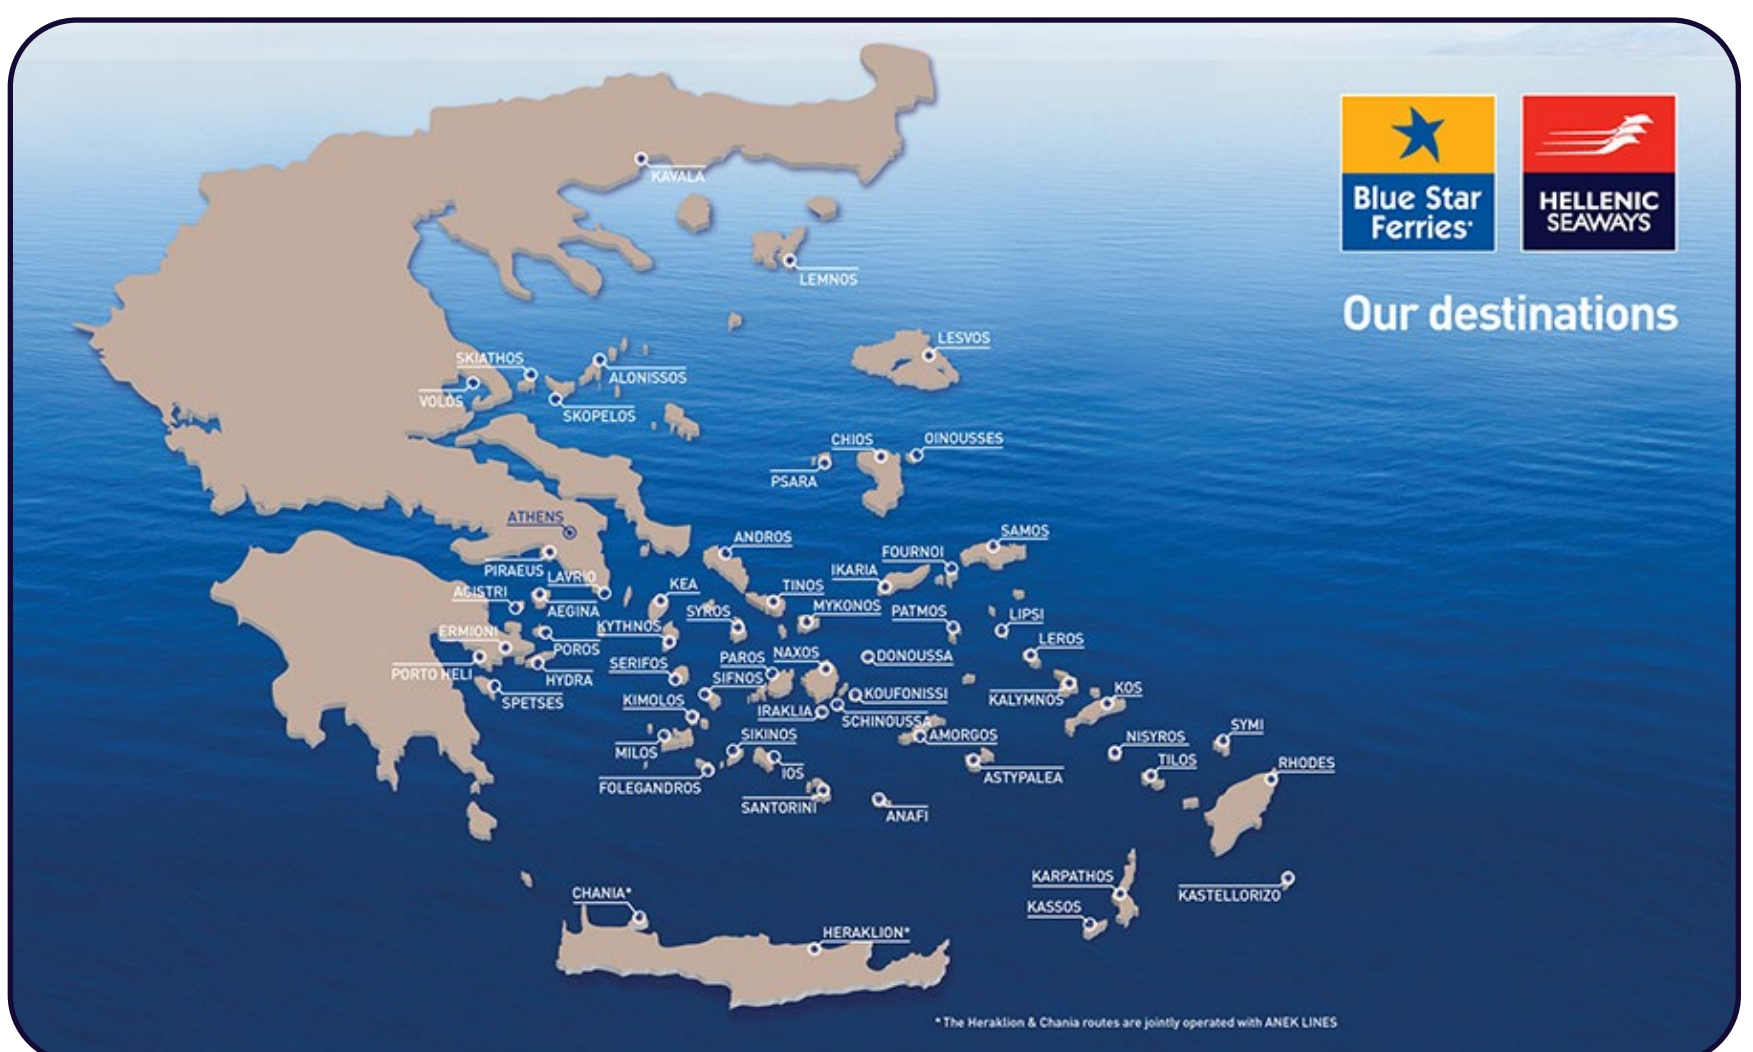 Blue Star
Ferries
HELLENIC
SEAWAYS
Our destinations
KAVALA
LEMNOS
LESVOS
SKIATHOS
ALONISSOS
VOLOS
SKOPELOS
CHIOS
OINOUSSES
PSARA
ATHENS
ANDROS
SAMOS
FOURNOI
PIRAEUS
LAVRIO
IKARIA
AGISTRI
KEA
TINOS
AEGINA
SYROS
MYKONOS
PATMOS
LIPSI
ERMIONI
KYTHNOS
LEROS
POROS
PAROS
NAXOS
DONOUSSA
SERIFOS
PORTO HELI
HYDRA
SIFNOS
KOUFONISSI
KALYMNOS
KOS
SPETSES
KIMOLOS
IRAKLIA
SCHINOUSSA
SIKINOS
AMORGOS
NISYROS
SYMI
MILOS
TILOS
RHODES
IOS
ASTYPALEA
FOLEGANDROS
SANTORINI
ANAFI
KARPATHOS
KASTELLORIZO
CHANIA*
KASSOS
HERAKLION*
* The Heraklion & Chania routes are jointly operated with ANEK LINES